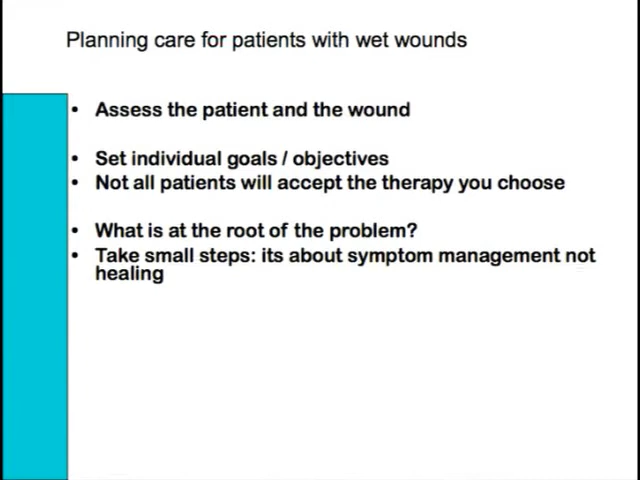 Planning care for patients with wet wounds
• Assess the patient and the wound
• Set individual goals / objectives
• Not all patients will accept the therapy you choose
• What is at the root of the problem?
• Take small steps: its about symptom management not
healing